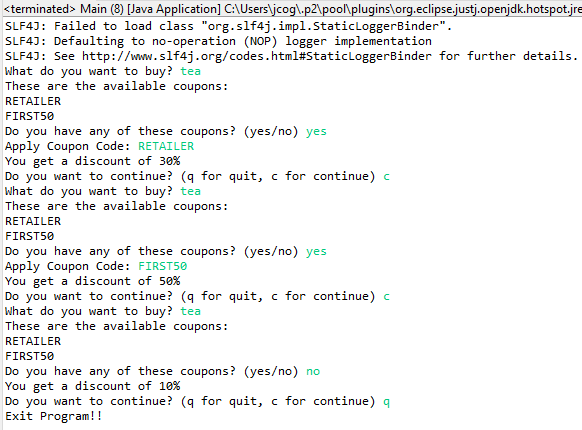 <terminated> Main (8) [Java Application] C:\Users\jcog\.p2\pool\plugins\org.eclipse.justj.openjdk.hotspot.jre
SLF4J: Failed to load class "org.slf4j.impl.StaticLoggerBinder".
SLF4J: Defaulting to no-operation (NOP) logger implementation
SLF4J: See http://www.slf4j.org/codes.html#StaticLoggerBinder for further details.
What do you want to buy? tea
These are the available coupons:
RETAILER
FIRST50
Do you have any of these coupons? (yes/no) yes
Apply Coupon Code: RETAILER
You get a discount of 30%
Do you want to continue? (q for quit, c for continue) c
What do you want to buy? tea
These are the available coupons:
RETAILER
FIRST50
Do you have any of these coupons? (yes/no) yes
Apply Coupon Code: FIRST50
You get a discount of 50%
Do you want to continue? (q for quit, c for continue) c
What do you want to buy? tea
These are the available coupons:
RETAILER
FIRST50
Do you have any of these coupons? (yes/no) no
You get a discount of 10%
Do you want to continue? (q for quit, c for continue) q
Exit Program!!